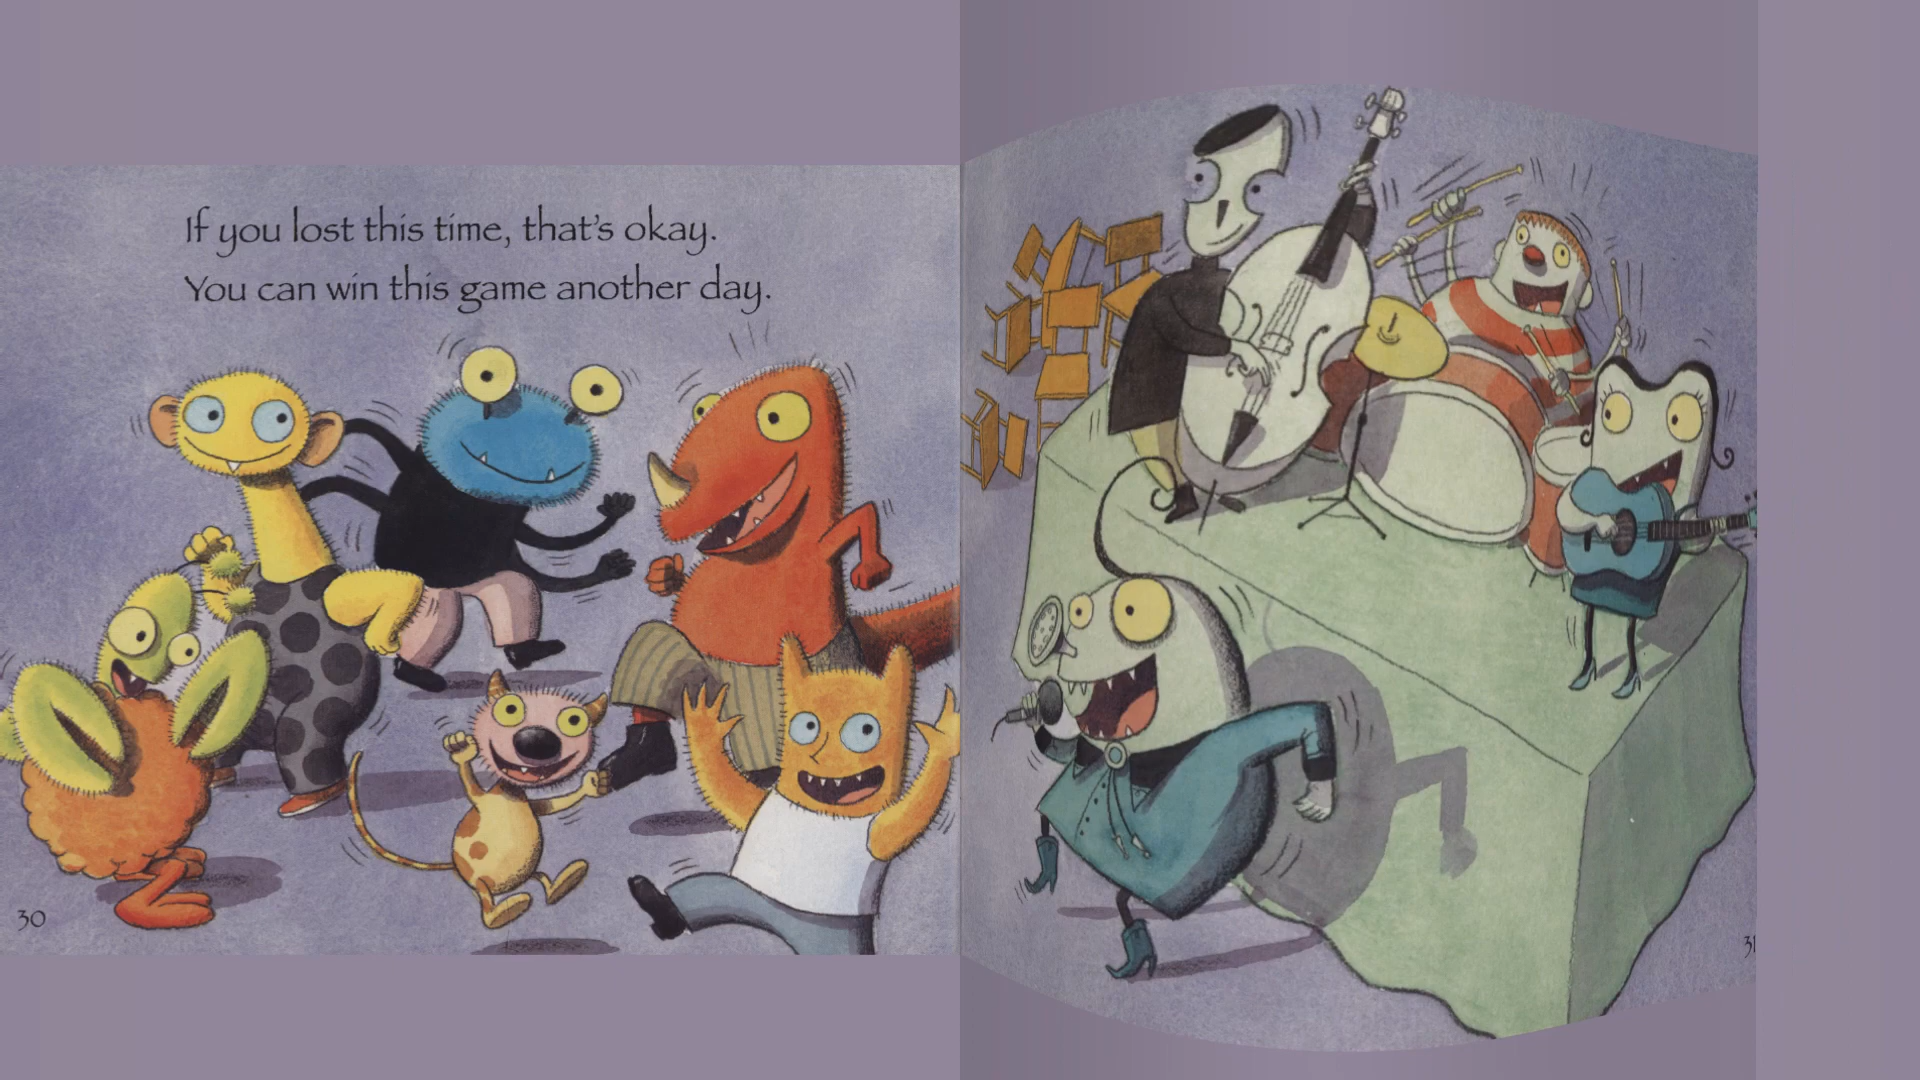 If you lost this time, that's okay.
You can win this game another day.
30
31